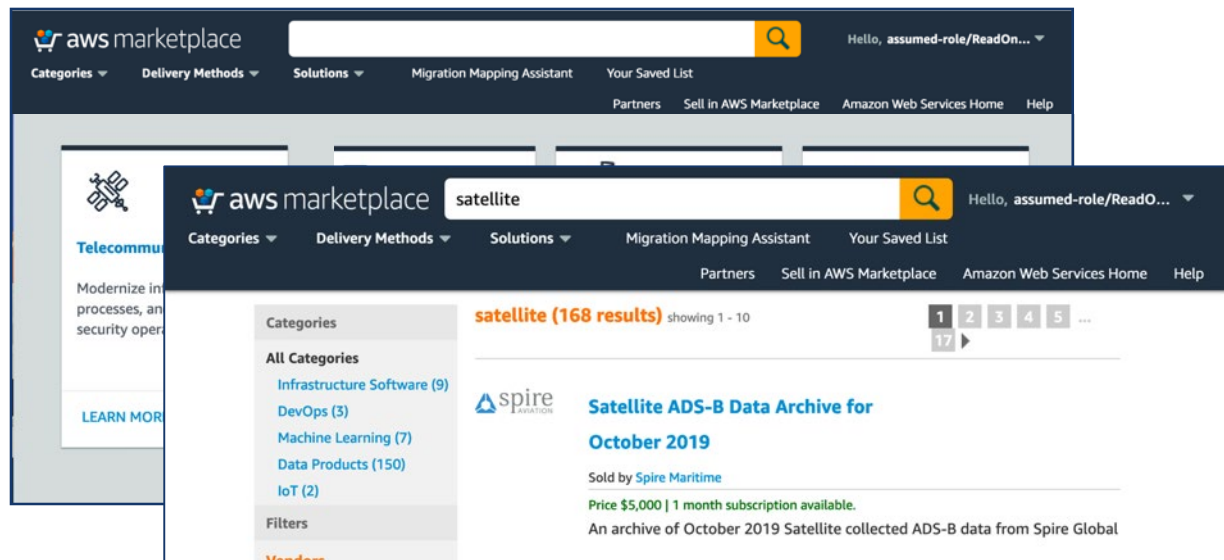 aws marketplace
Hello, assumed-role/ReadOn...
Categories Delivery Methods Solutions Migration Mapping Assistant Your Saved List
Partners Sell in AWS Marketplace Amazon Web Services Home Help
Telecommu
Modernize in
processes, an
security oper
LEARN MOR
aws marketplace
satellite
Hello, assumed-role/ReadO...
Categories Delivery Methods Solutions Migration Mapping Assistant Your Saved List
Partners Sell in AWS Marketplace Amazon Web Services Home Help
Categories
All Categories
Infrastructure Software (9)
DevOps (3)
Machine Learning (7)
Data Products (150)
IoT (2)
Filters
Vendors
satellite (168 results) showing 1 - 10
1 2 3 4 5 ...
17
spire
AVIATION
Satellite ADS-B Data Archive for
October 2019
Sold by Spire Maritime
Price $5,000 | 1 month subscription available.
An archive of October 2019 Satellite collected ADS-B data from Spire Global